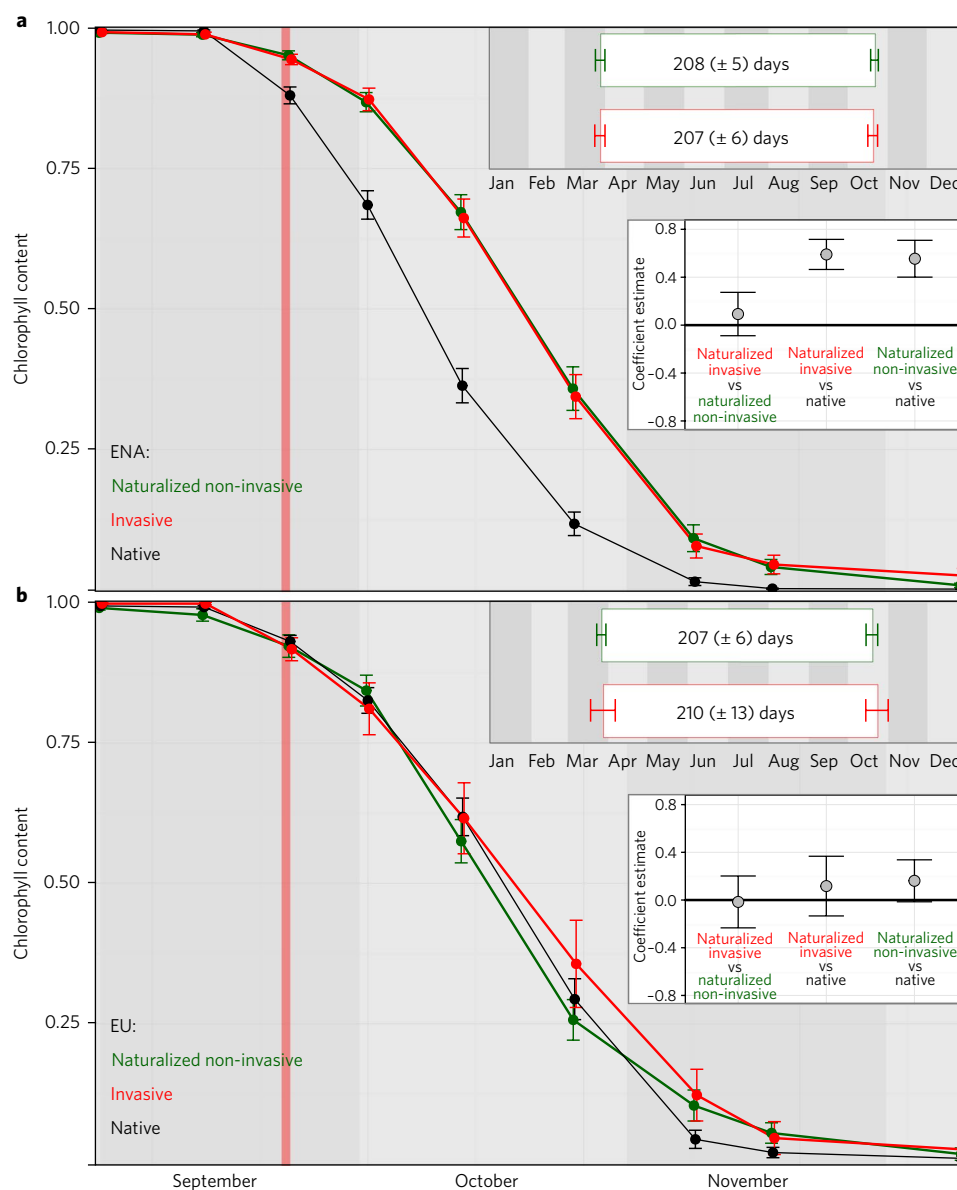 a
1.00
0.75
0.50
0.25
Chlorophyll content
208 (± 5) days
207 (± 6) days
Jan Feb Mar Apr May Jun Jul Aug Sep Oct Nov Dec
Coefficient estimate
0.8
0.4
0.0
–0.4
–0.8
Naturalized
invasive
vs
naturalized
non-invasive
Naturalized
invasive
vs
native
Naturalized
non-invasive
vs
native
ENA:
Naturalized non-invasive
Invasive
Native
b
1.00
0.75
0.50
0.25
Chlorophyll content
207 (± 6) days
210 (± 13) days
Jan Feb Mar Apr May Jun Jul Aug Sep Oct Nov Dec
Coefficient estimate
0.8
0.4
0.0
–0.4
–0.8
Naturalized
invasive
vs
naturalized
non-invasive
Naturalized
invasive
vs
native
Naturalized
non-invasive
vs
native
EU:
Naturalized non-invasive
Invasive
Native
September October November